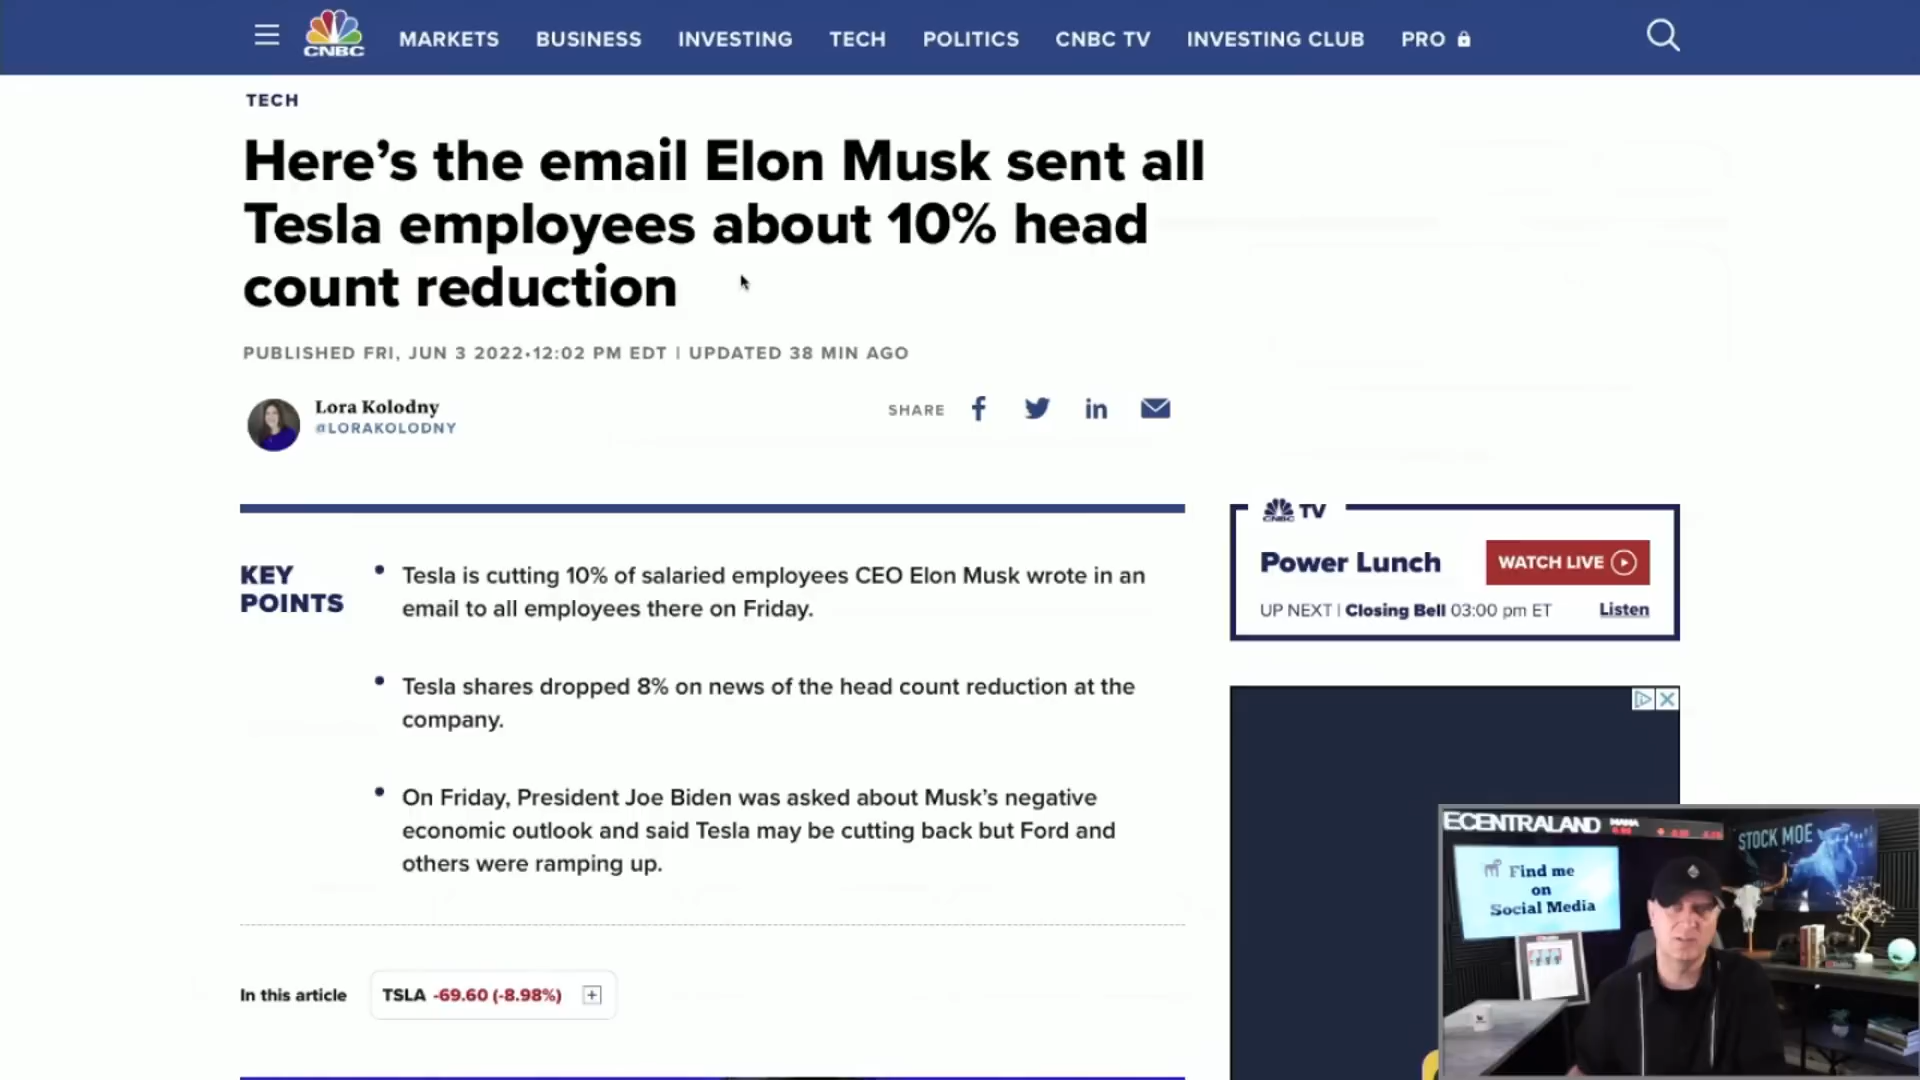 CNBC
MARKETS BUSINESS INVESTING TECH POLITICS CNBC TV INVESTING CLUB PRO
TECH
Here’s the email Elon Musk sent all
Tesla employees about 10% head
count reduction
PUBLISHED FRI, JUN 3 2022•12:02 PM EDT | UPDATED 38 MIN AGO
Lora Kolodny
@LORAKOLODNY
SHARE
KEY
POINTS
• Tesla is cutting 10% of salaried employees CEO Elon Musk wrote in an
email to all employees there on Friday.
• Tesla shares dropped 8% on news of the head count reduction at the
company.
• On Friday, President Joe Biden was asked about Musk’s negative
economic outlook and said Tesla may be cutting back but Ford and
others were ramping up.
In this article
TSLA -69.60 (-8.98%)
CNBC TV
Power Lunch
WATCH LIVE
UP NEXT | Closing Bell 03:00 pm ET
Listen
ECENTRALAND
MANA
STOCK MOE
Find me
on
Social Media